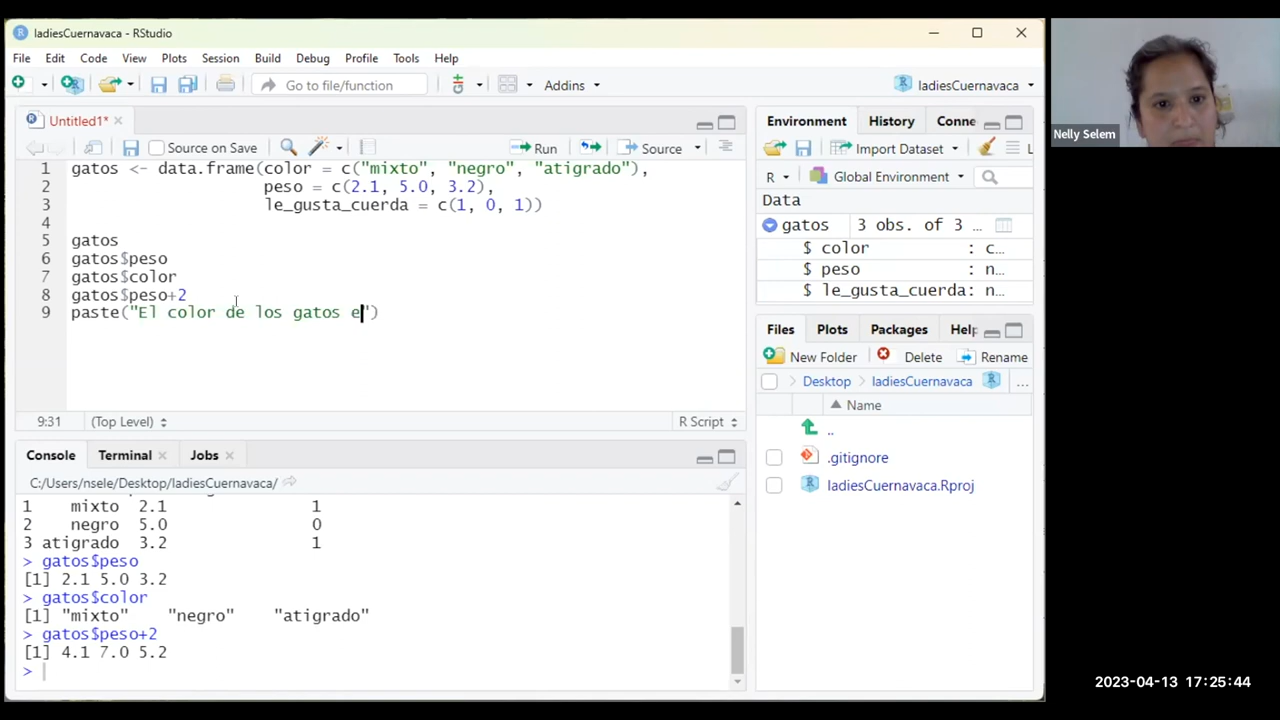 ladiesCuernavaca - RStudio
File Edit Code View Plots Session Build Debug Profile Tools Help
Go to file/function Addins ladiesCuernavaca
Untitled1*
Source on Save Run Source
1 gatos <- data.frame(color = c("mixto", "negro", "atigrado"),
2 peso = c(2.1, 5.0, 3.2),
3 le_gusta_cuerda = c(1, 0, 1))
4
5 gatos
6 gatos$peso
7 gatos$color
8 gatos$peso+2
9 paste("El color de los gatos e")
9:31 (Top Level) R Script
Console Terminal Jobs
C:/Users/nsele/Desktop/ladiesCuernavaca/
1 mixto 2.1 1
2 negro 5.0 0
3 atigrado 3.2 1
> gatos$peso
[1] 2.1 5.0 3.2
> gatos$color
[1] "mixto" "negro" "atigrado"
> gatos$peso+2
[1] 4.1 7.0 5.2
>
Environment History Conne
Import Dataset
R Global Environment
Data
gatos 3 obs. of 3 ...
$ color : c...
$ peso : n...
$ le_gusta_cuerda: n...
Files Plots Packages Help
New Folder Delete Rename
Desktop ladiesCuernavaca ...
Name
..
.gitignore
ladiesCuernavaca.Rproj
Nelly Selem
2023-04-13 17:25:44